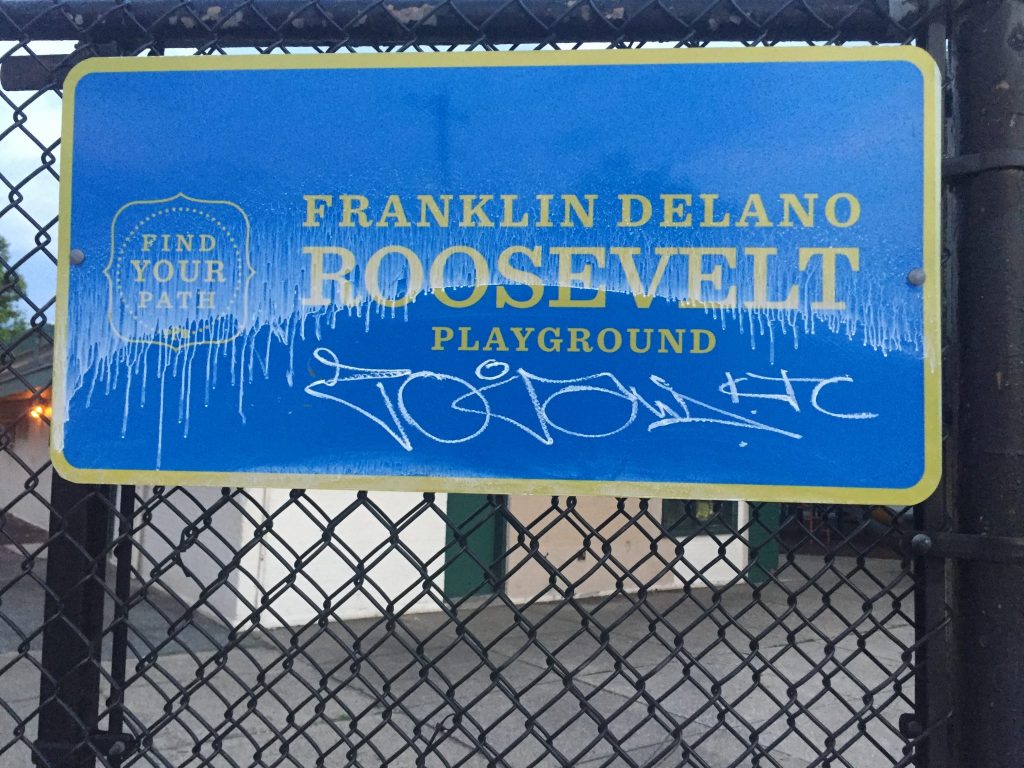 FIND
YOUR
PATH
FRANKLIN DELANO
ROOSEVELT
PLAYGROUND